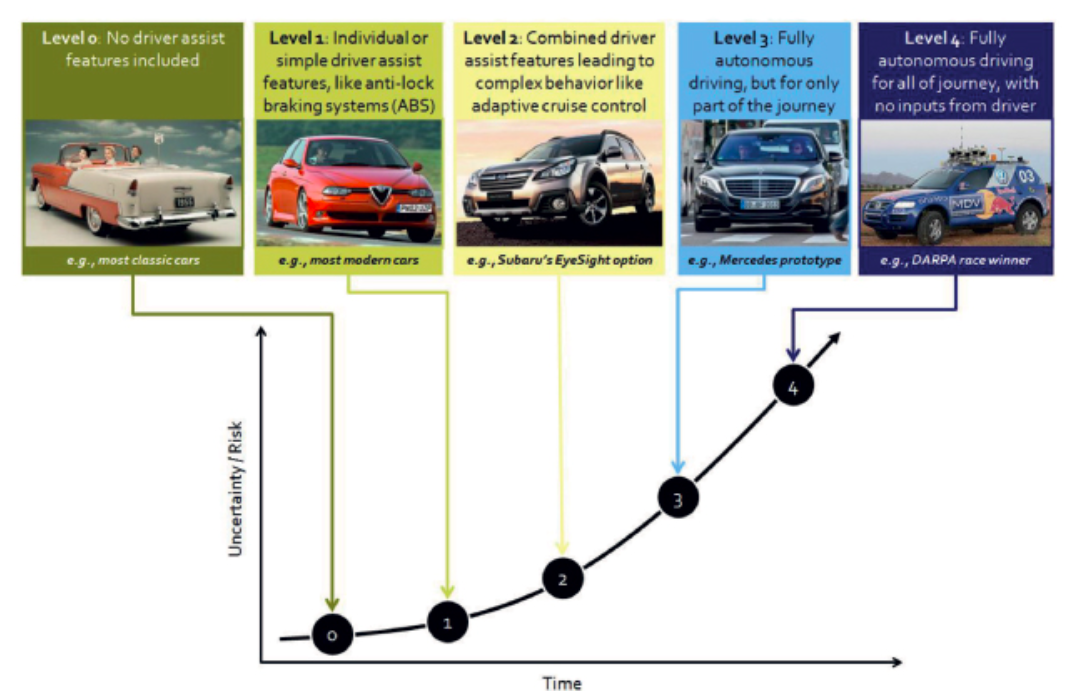 Level 0: No driver assist
features included
e.g., most classic cars
Level 1: Individual or
simple driver assist
features, like anti-lock
braking systems (ABS)
e.g., most modern cars
Level 2: Combined driver
assist features leading to
complex behavior like
adaptive cruise control
e.g., Subaru's EyeSight option
Level 3: Fully
autonomous
driving, but for only
part of the journey
e.g., Mercedes prototype
Level 4: Fully
autonomous driving
for all of journey, with
no inputs from driver
03
MDV
RedBull
e.g., DARPA race winner
Uncertainty / Risk
0
1
2
3
4
Time